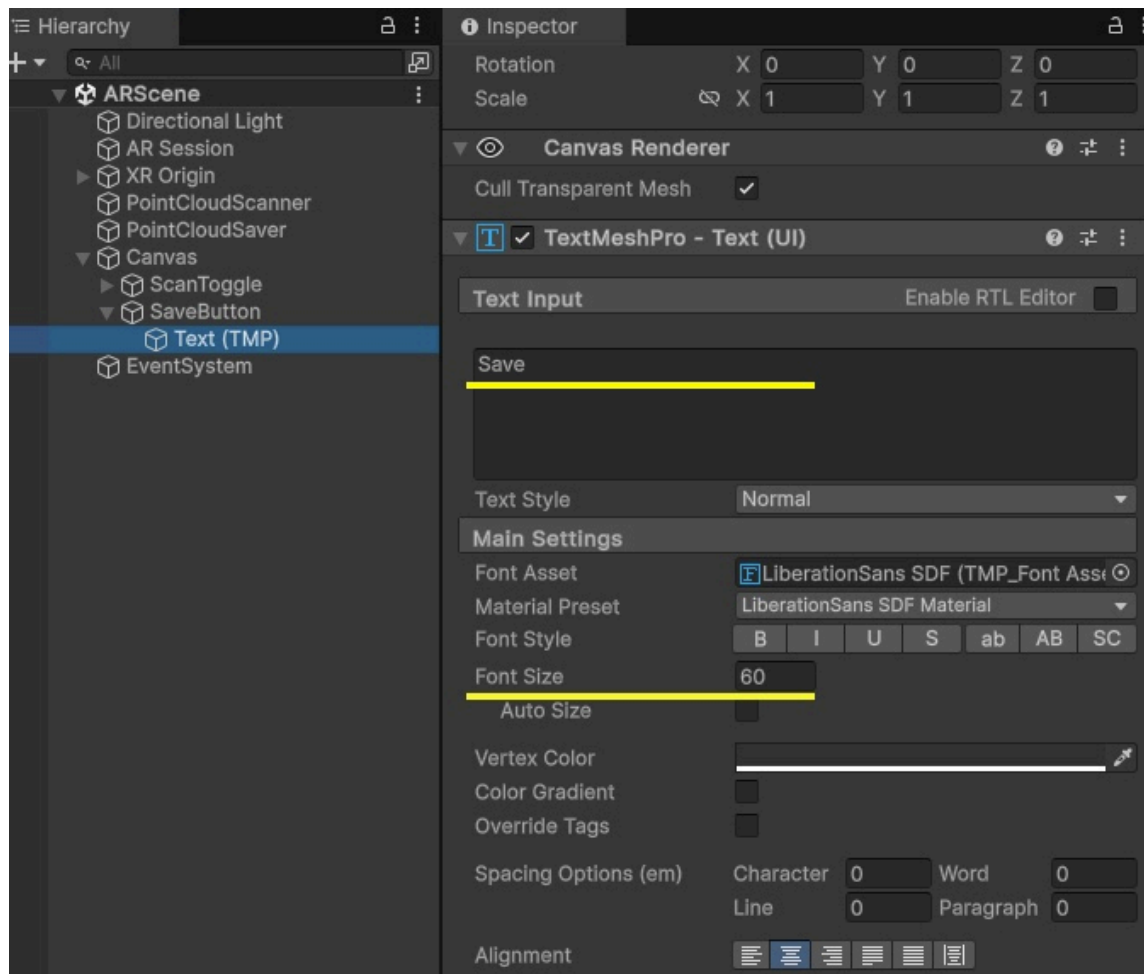 Hierarchy
All
ARScene
Directional Light
AR Session
XR Origin
PointCloudScanner
PointCloudSaver
Canvas
ScanToggle
SaveButton
Text (TMP)
EventSystem
Inspector
Rotation X 0 Y 0 Z 0
Scale X 1 Y 1 Z 1
Canvas Renderer
Cull Transparent Mesh
TextMeshPro - Text (UI)
Text Input Enable RTL Editor
Save
Text Style Normal
Main Settings
Font Asset LiberationSans SDF (TMP_Font Asse
Material Preset LiberationSans SDF Material
Font Style B I U S ab AB SC
Font Size 60
Auto Size
Vertex Color
Color Gradient
Override Tags
Spacing Options (em) Character 0 Word 0
Line 0 Paragraph 0
Alignment